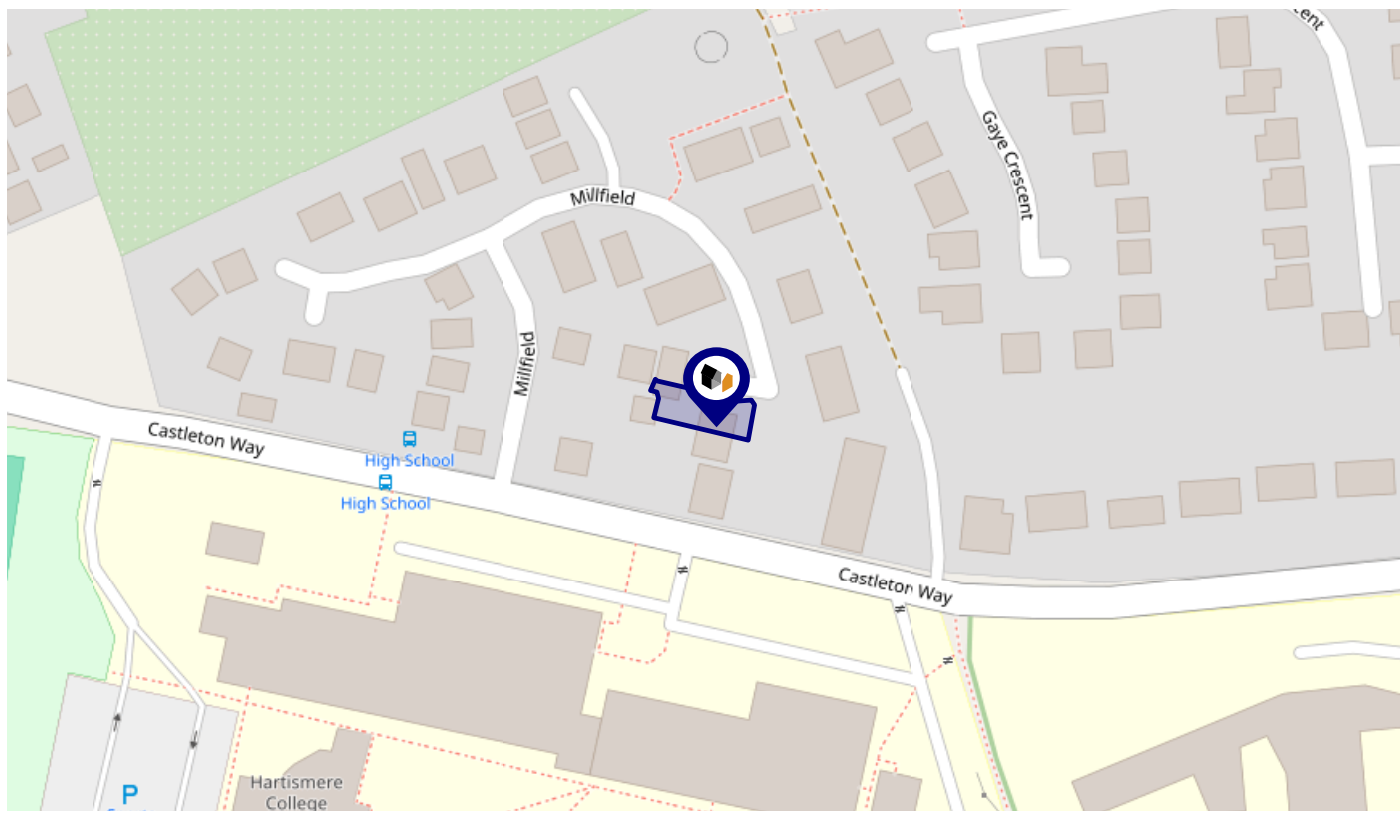 Gaye Crescent
Millfield
Millfield
Castleton Way
High School
High School
Castleton Way
Hartismere
College
P